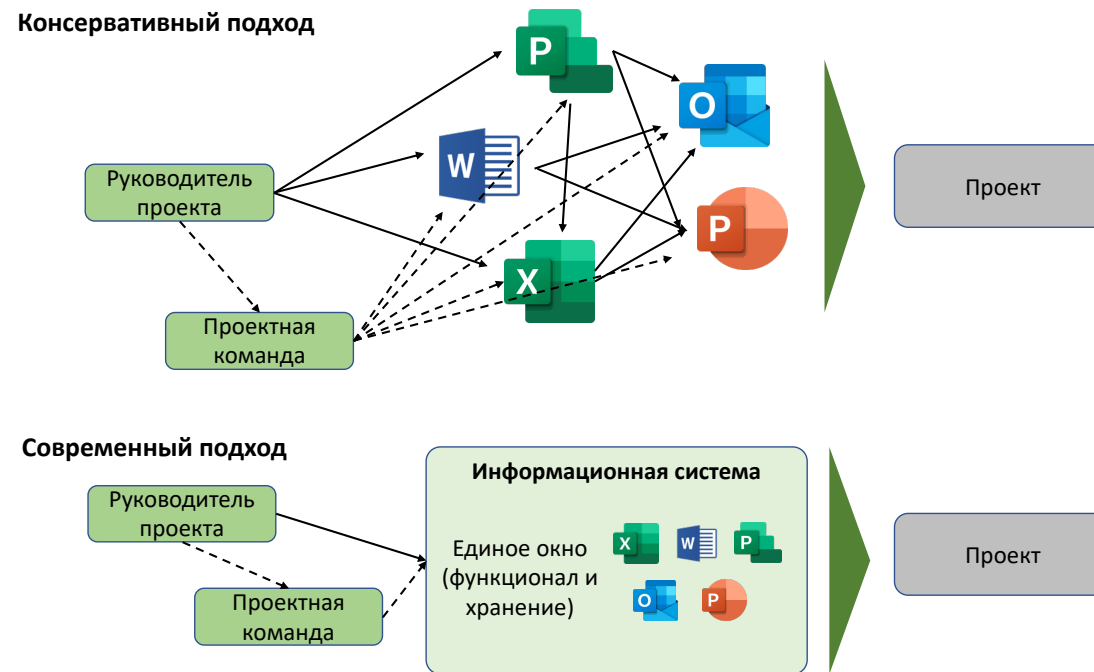 Консервативный подход
P
O
W
Руководитель
проекта
Проект
P
X
Проектная
команда
Современный подход
Информационная система
Руководитель
проекта
X
W
P
Единое окно
(функционал и
хранение)
Проект
O
P
Проектная
команда